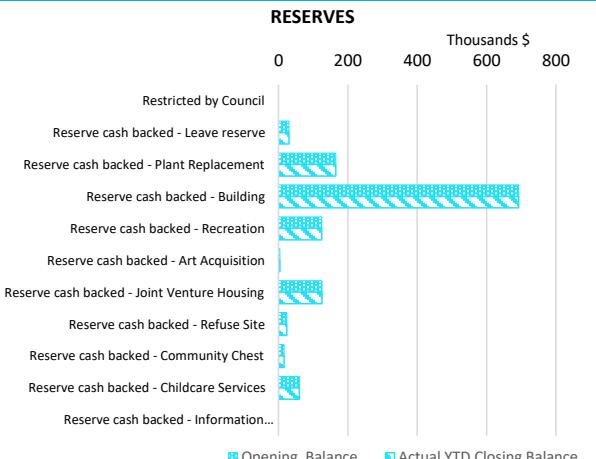 RESERVES
Thousands $
0 200 400 600 800
Restricted by Council
Reserve cash backed - Leave reserve
Reserve cash backed - Plant Replacement
Reserve cash backed - Building
Reserve cash backed - Recreation
Reserve cash backed - Art Acquisition
Reserve cash backed - Joint Venture Housing
Reserve cash backed - Refuse Site
Reserve cash backed - Community Chest
Reserve cash backed - Childcare Services
Reserve cash backed - Information…
Opening Balance Actual YTD Closing Balance